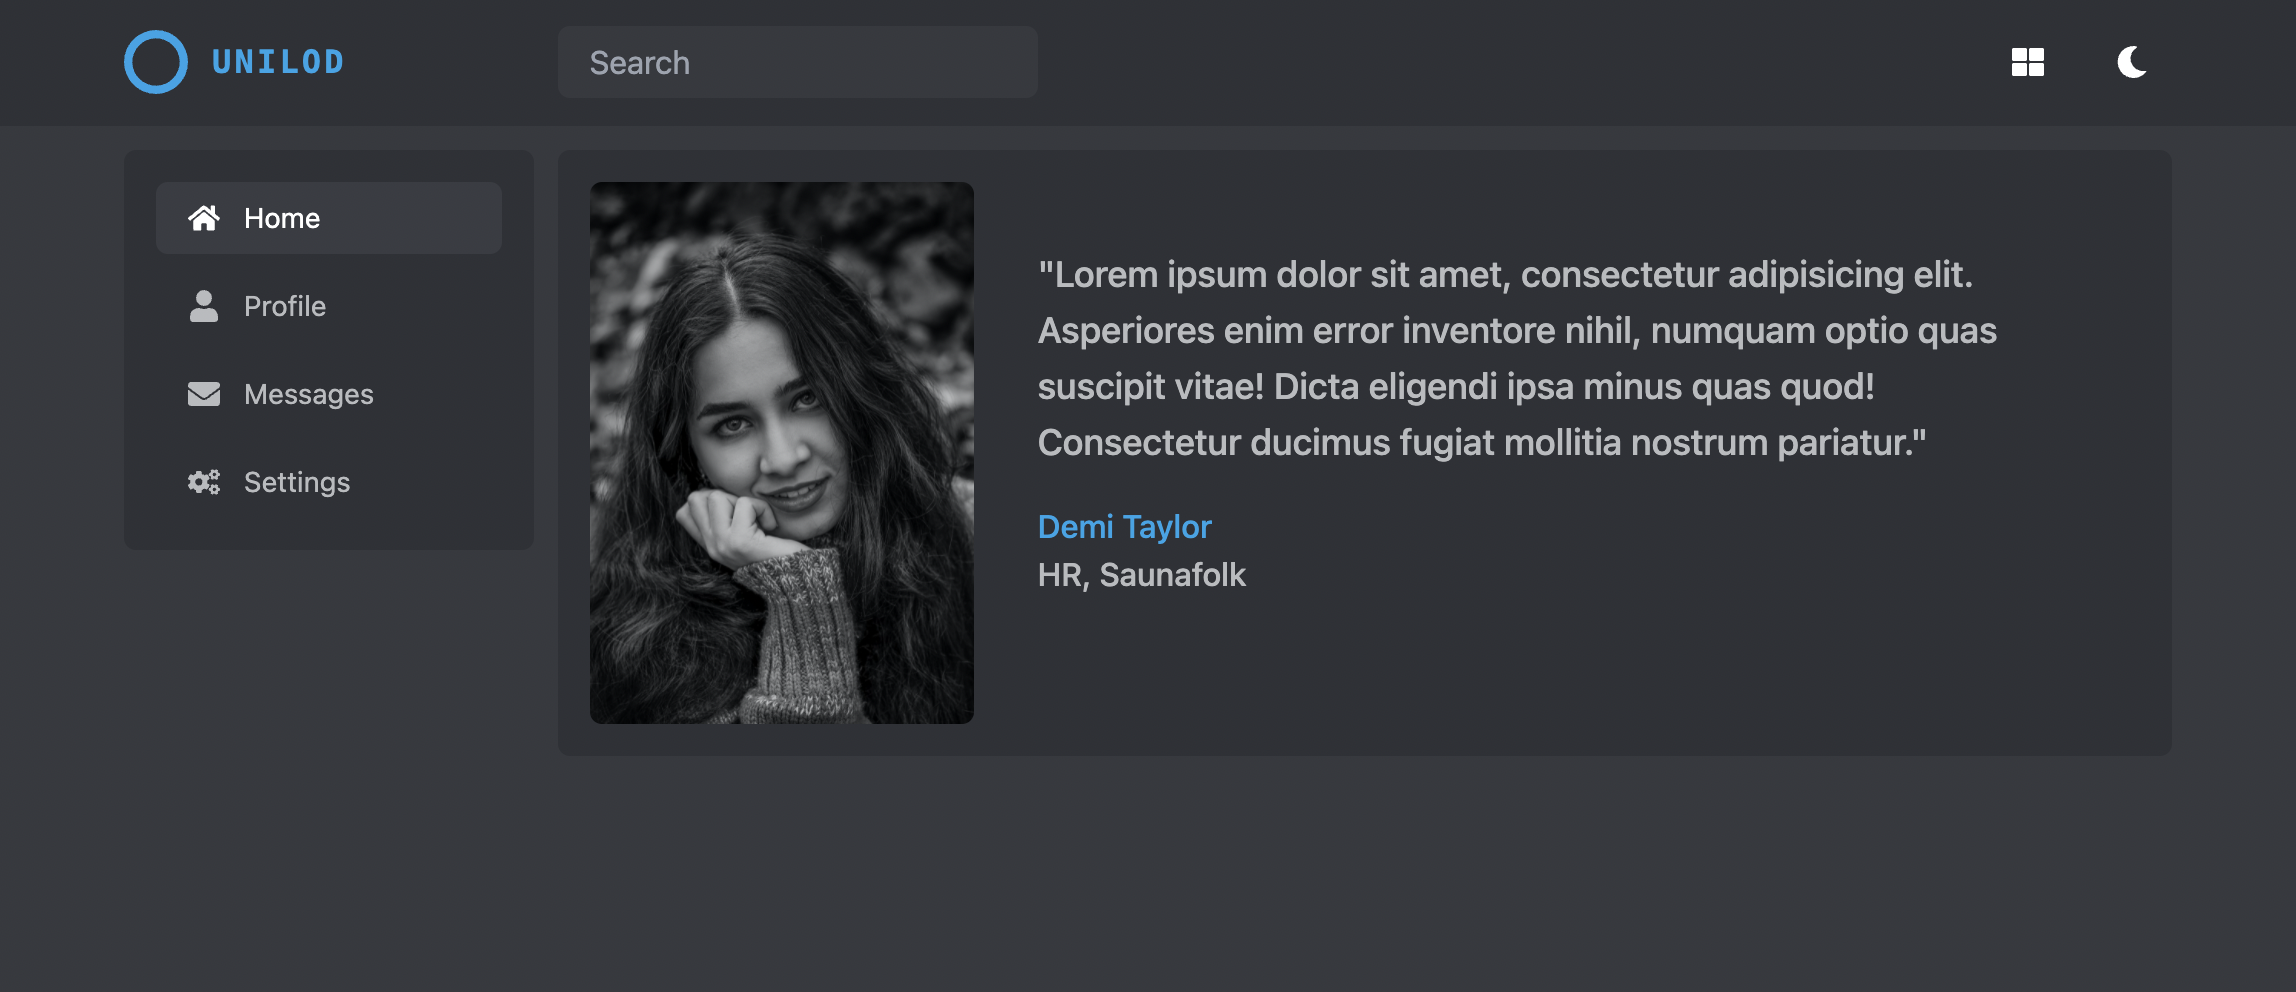 UNILOD
Search
Home
Profile
Messages
Settings
"Lorem ipsum dolor sit amet, consectetur adipisicing elit.
Asperiores enim error inventore nihil, numquam optio quas
suscipit vitae! Dicta eligendi ipsa minus quas quod!
Consectetur ducimus fugiat mollitia nostrum pariatur."
Demi Taylor
HR, Saunafolk